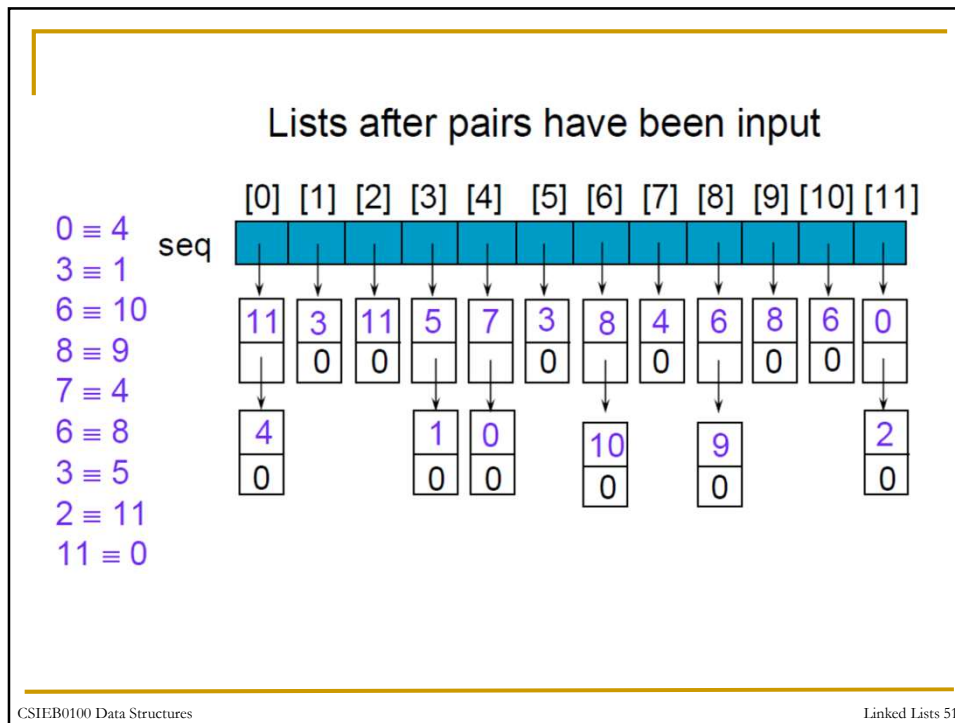 Lists after pairs have been input
[0] [1] [2] [3] [4] [5] [6] [7] [8] [9] [10] [11]
seq
0 ≡ 4
3 ≡ 1
6 ≡ 10
8 ≡ 9
7 ≡ 4
6 ≡ 8
3 ≡ 5
2 ≡ 11
11 ≡ 0
11 3 11 5 7 3 8 4 6 8 6 0
0 0 0 0 0 0
4 1 0 10 9 2
0 0 0 0 0 0
CSIEB0100 Data Structures
Linked Lists 51